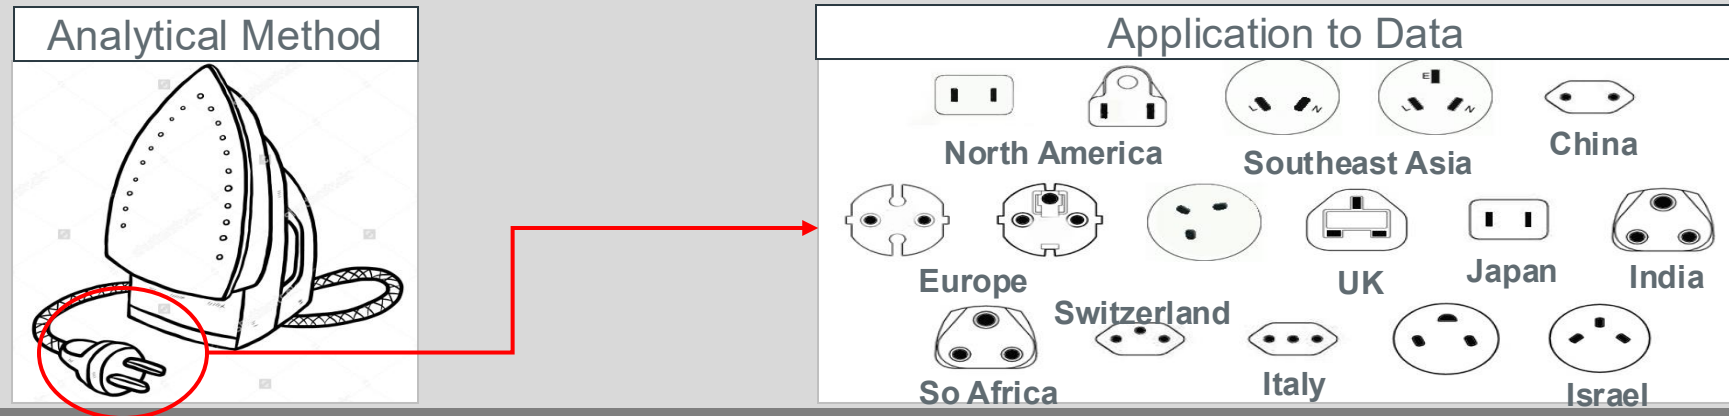 Analytical Method
Application to Data
E
L N
L N
North America
Southeast Asia
China
Europe
Switzerland
UK
Japan
India
So Africa
Italy
Israel